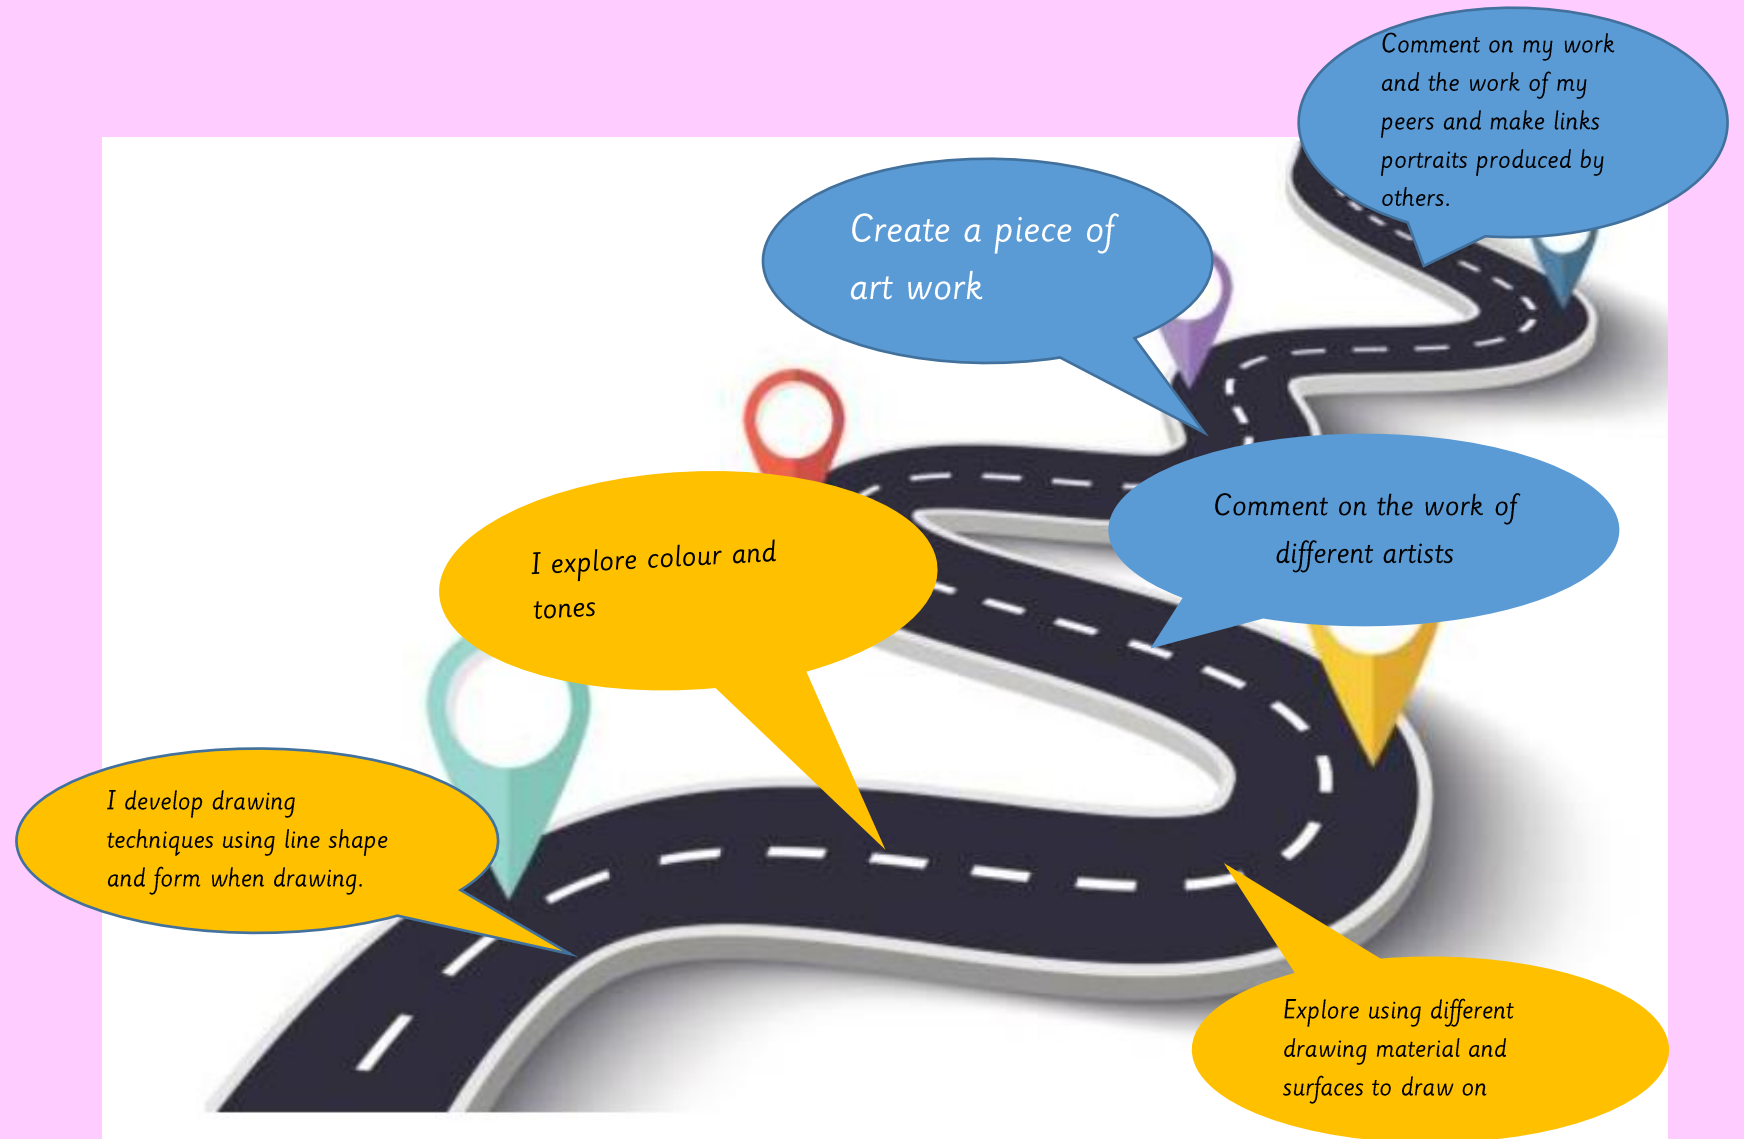 Comment on my work
and the work of my
peers and make links
portraits produced by
others.
Create a piece of
art work
Comment on the work of
different artists
I explore colour and
tones
I develop drawing
techniques using line shape
and form when drawing.
Explore using different
drawing material and
surfaces to draw on